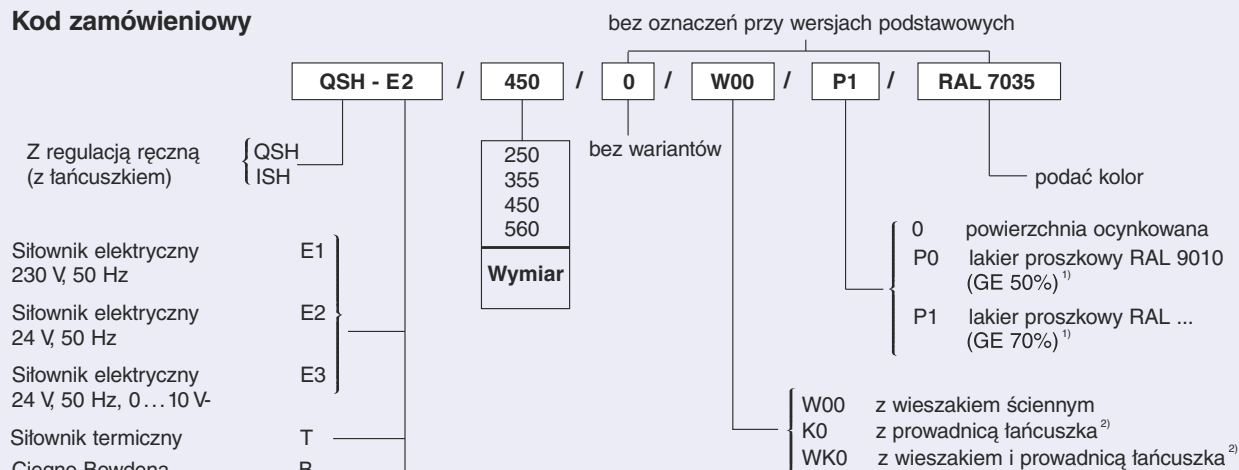 Kod zamówieniowy
bez oznaczeń przy wersjach podstawowych
QSH - E2 / 450 / 0 / W00 / P1 / RAL 7035
Z regulacją ręczną
(z łańcuszkiem)
QSH
ISH
250
355
450
560
Wymiar
bez wariantów
podać kolor
0 powierzchnia ocynkowana
P0 lakier proszkowy RAL 9010
(GE 50%) 1)
P1 lakier proszkowy RAL ...
(GE 70%) 1)
Siłownik elektryczny E1
230 V, 50 Hz
Siłownik elektryczny E2
24 V, 50 Hz
Siłownik elektryczny E3
24 V, 50 Hz, 0...10 V-
Siłownik termiczny T
Cięgno Bowdena B
W00 z wieszakiem ściennym
K0 z prowadnicą łańcuszka 2)
WK0 z wieszakiem i prowadnicą łańcuszka 2)